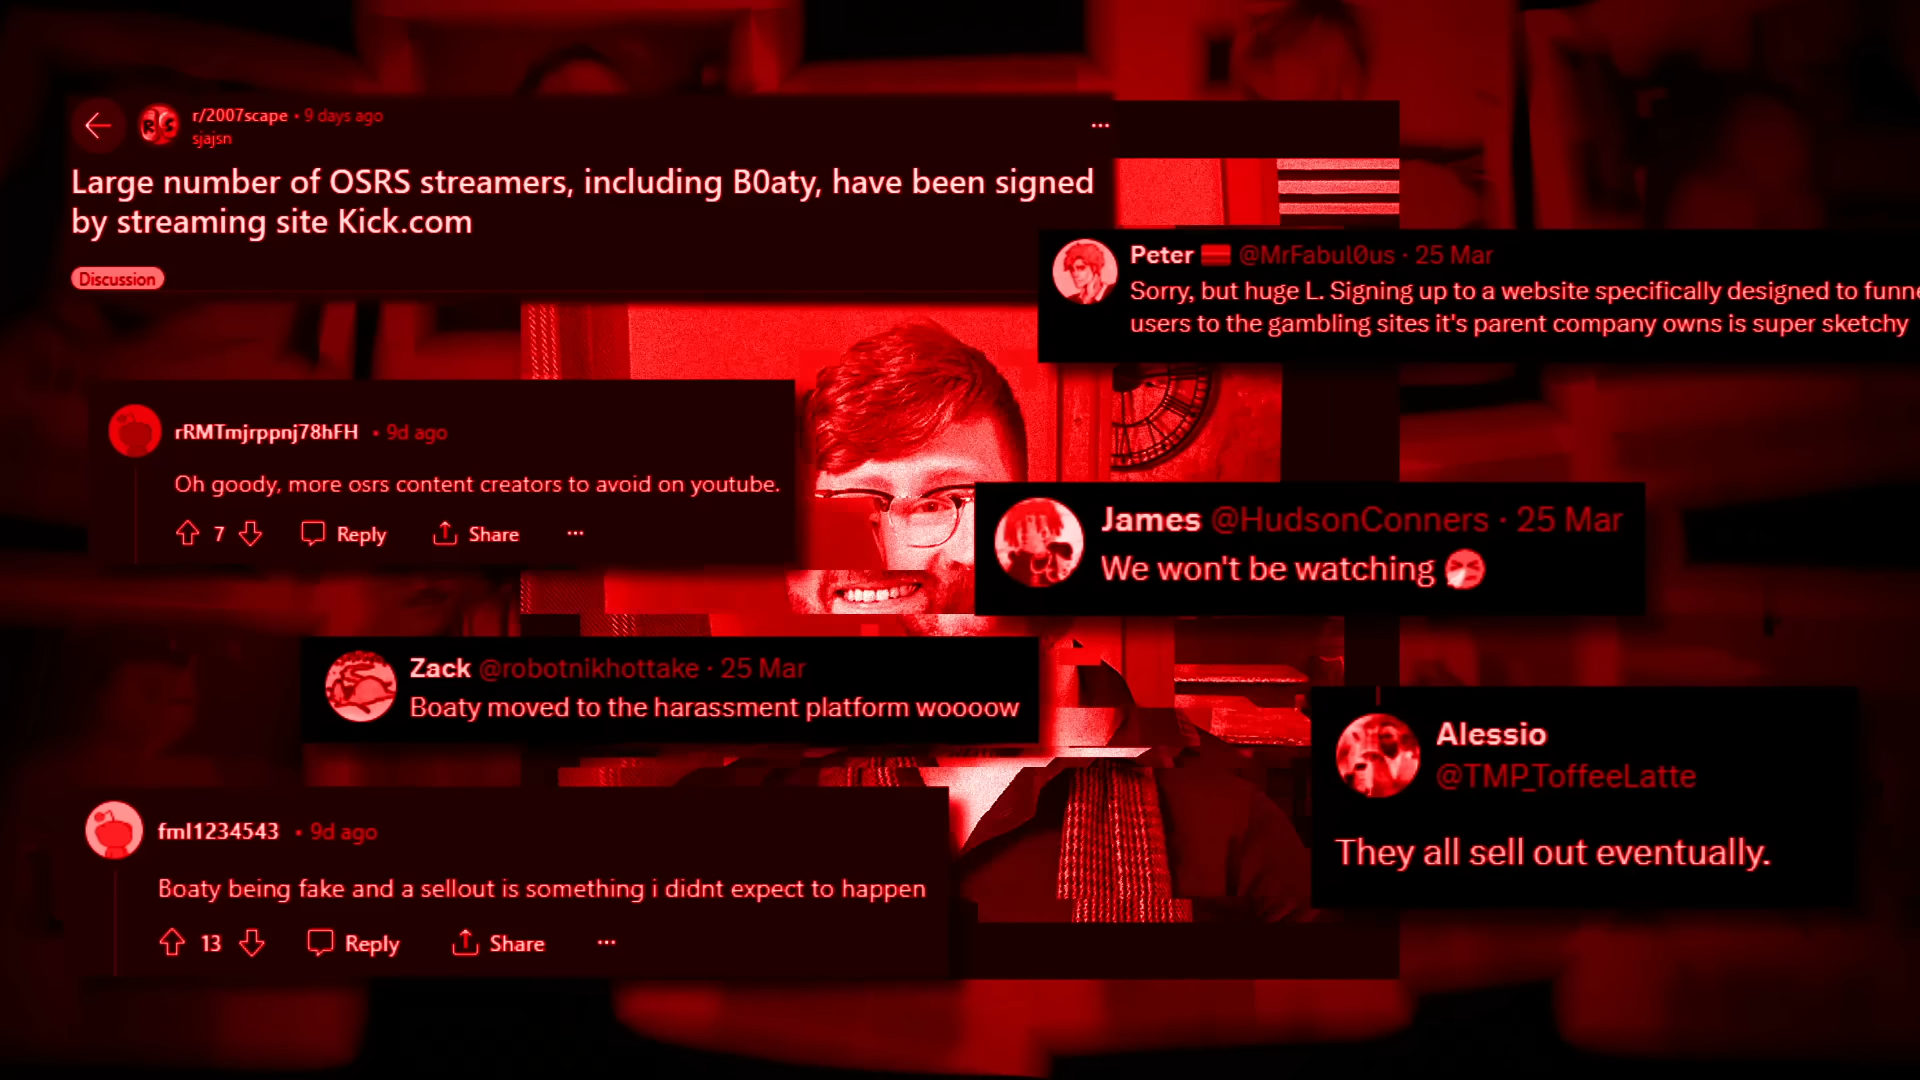 r/2007scape • 9 days ago
sjajsn
Large number of OSRS streamers, including B0aty, have been signed
by streaming site Kick.com
Discussion
Peter @MrFabul0us · 25 Mar
Sorry, but huge L. Signing up to a website specifically designed to funne
users to the gambling sites it's parent company owns is super sketchy
rRMTmjrppnj78hFH • 9d ago
Oh goody, more osrs content creators to avoid on youtube.
7 Reply Share ...
James @HudsonConners · 25 Mar
We won't be watching 🤧
Zack @robotnikhottake · 25 Mar
Boaty moved to the harassment platform woooow
Alessio
@TMP_ToffeeLatte
They all sell out eventually.
fml1234543 • 9d ago
Boaty being fake and a sellout is something i didnt expect to happen
13 Reply Share ...